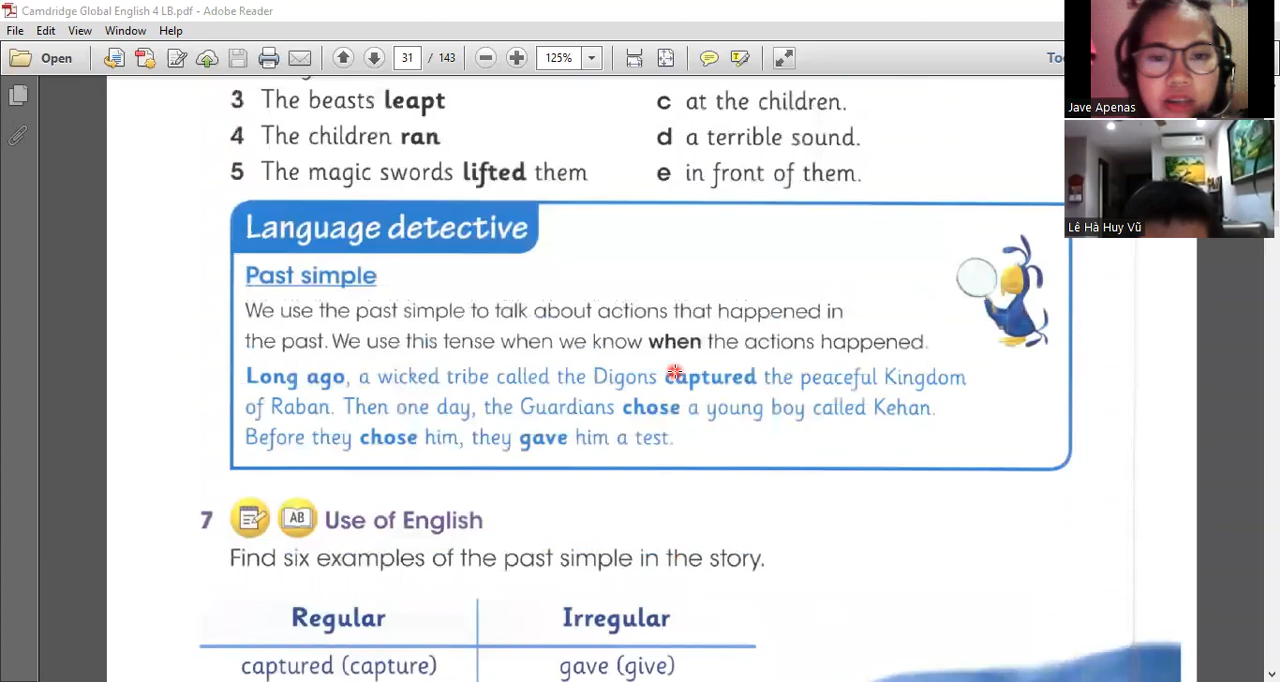 Camdridge Global English 4 LB.pdf - Adobe Reader
File Edit View Window Help
Open 31 / 143 125%
3 The beasts leapt c at the children.
4 The children ran d a terrible sound.
5 The magic swords lifted them e in front of them.
Language detective
Past simple
We use the past simple to talk about actions that happened in
the past. We use this tense when we know when the actions happened.
Long ago, a wicked tribe called the Digons captured the peaceful Kingdom
of Raban. Then one day, the Guardians chose a young boy called Kehan.
Before they chose him, they gave him a test.
7 AB Use of English
Find six examples of the past simple in the story.
Regular Irregular
captured (capture) gave (give)
Jave Apenas
Lê Hà Huy Vũ